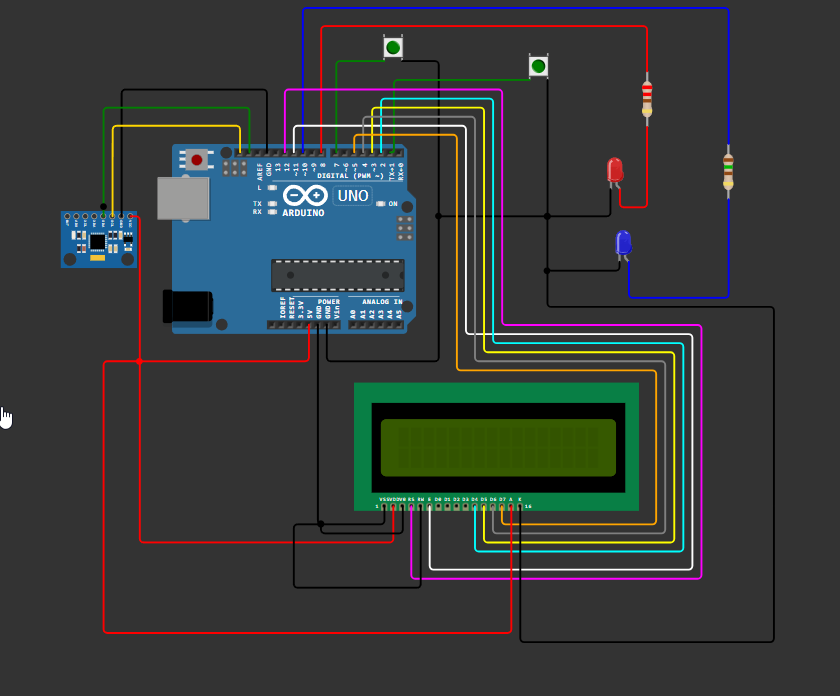 AREF
GND
13
12
~11
~10
~9
8
7
~6
~5
4
~3
2
TX→1
RX←0
DIGITAL (PWM ~)
L
TX
RX
UNO
ON
ARDUINO
IOREF
RESET
3.3V
5V
GND
GND
Vin
POWER
ANALOG IN
A0
A1
A2
A3
A4
A5
VSS VDD V0 RS RW E D0 D1 D2 D3 D4 D5 D6 D7 A K
1
16